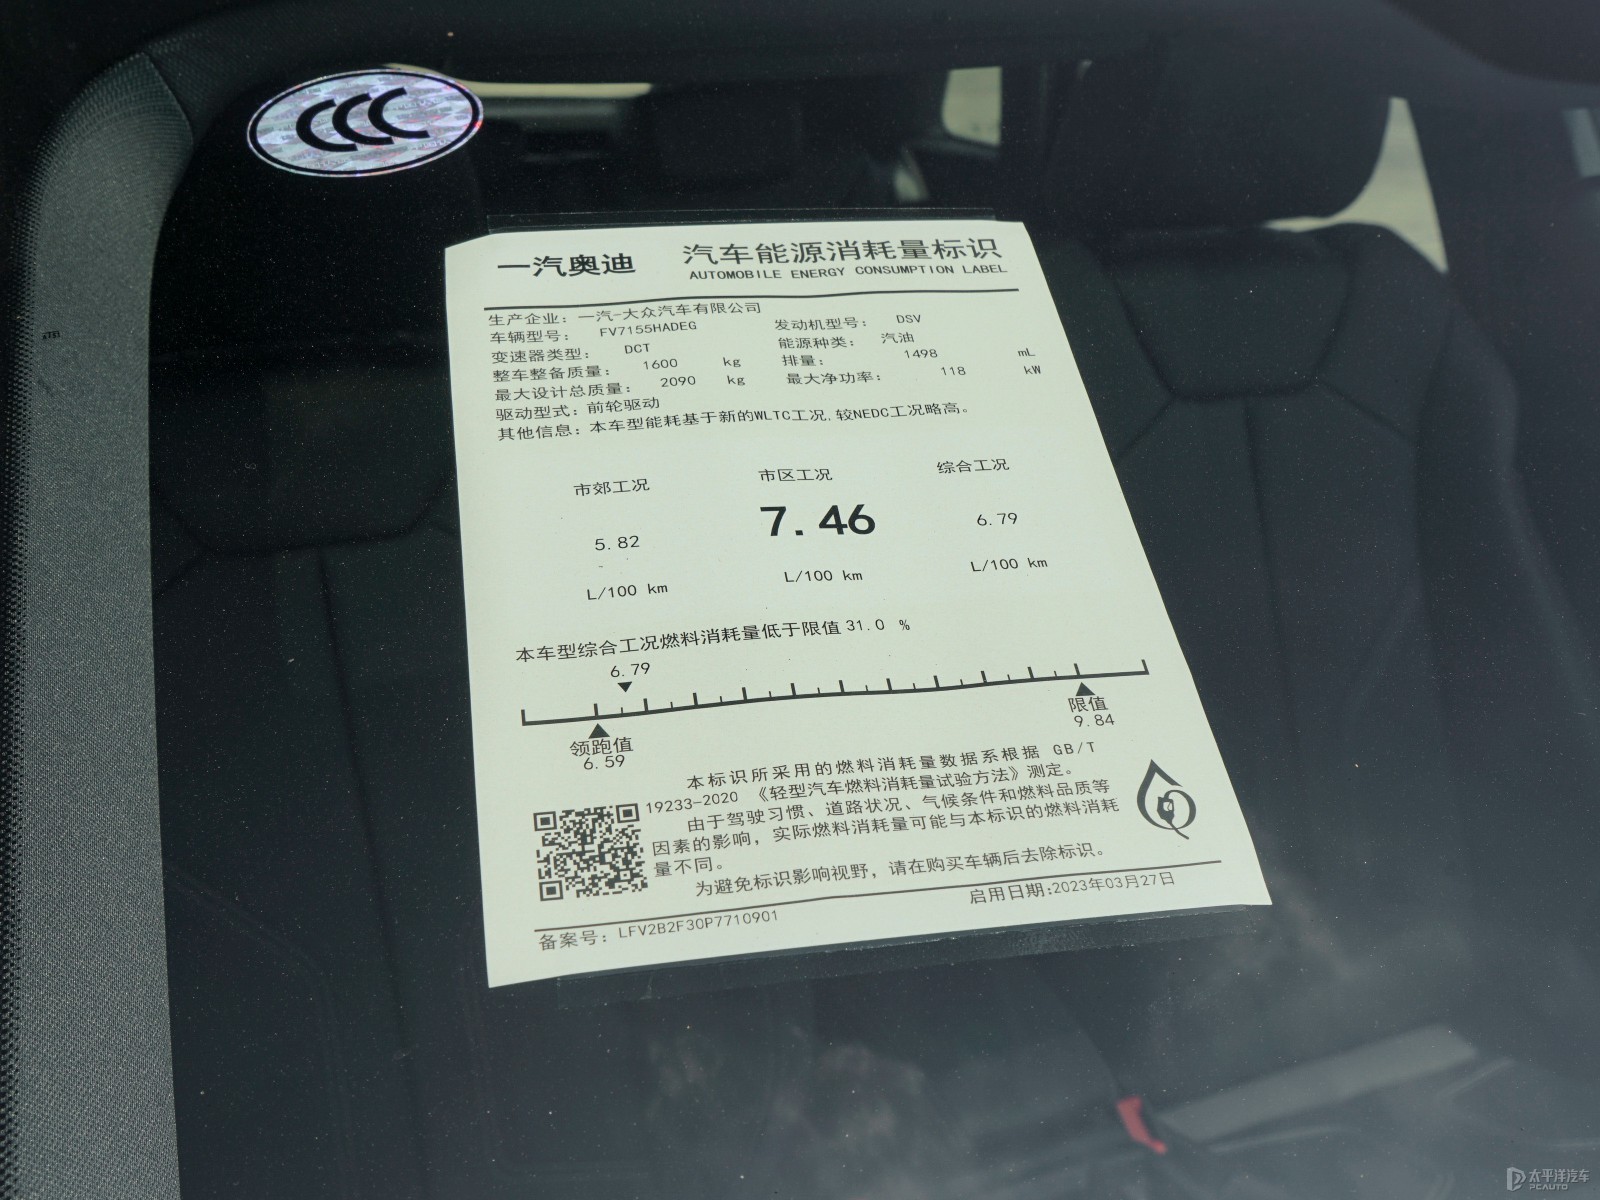 CCC
一汽奥迪 汽车能源消耗量标识
AUTOMOBILE ENERGY CONSUMPTION LABEL
生产企业: 一汽-大众汽车有限公司
车辆型号: FV7155HADEG 发动机型号: DSV
变速器类型: DCT 能源种类: 汽油
整车整备质量: 1600 kg 排量: 1498 mL
最大设计总质量: 2090 kg 最大净功率: 118 kW
驱动型式: 前轮驱动
其他信息: 本车型能耗基于新的WLTC工况,较NEDC工况略高。
市郊工况 市区工况 综合工况
5.82 7.46 6.79
L/100 km L/100 km L/100 km
本车型综合工况燃料消耗量低于限值 31.0 %
6.79
领跑值 限值
6.59 9.84
本标识所采用的燃料消耗量数据系根据 GB/T
19233-2020 《轻型汽车燃料消耗量试验方法》测定。
由于驾驶习惯、道路状况、气候条件和燃料品质等
因素的影响，实际燃料消耗量可能与本标识的燃料消耗
量不同。
为避免标识影响视野，请在购买车辆后去除标识。
备案号: LFV2B2F30P7710901 启用日期:2023年03月27日
太平洋汽车
PCAUTO